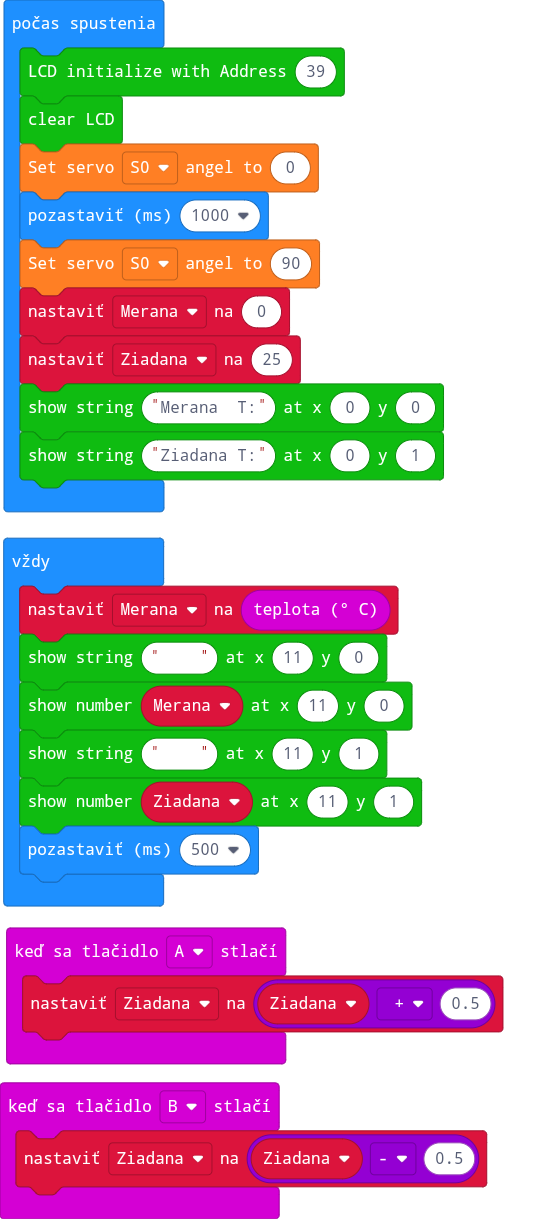 počas spustenia
LCD initialize with Address 39
clear LCD
Set servo S0 angel to 0
pozastaviť (ms) 1000
Set servo S0 angel to 90
nastaviť Merana na 0
nastaviť Ziadana na 25
show string "Merana  T:" at x 0 y 0
show string "Ziadana T:" at x 0 y 1
vždy
nastaviť Merana na teplota (° C)
show string "    " at x 11 y 0
show number Merana at x 11 y 0
show string "    " at x 11 y 1
show number Ziadana at x 11 y 1
pozastaviť (ms) 500
keď sa tlačidlo A stlačí
nastaviť Ziadana na Ziadana + 0.5
keď sa tlačidlo B stlačí
nastaviť Ziadana na Ziadana - 0.5